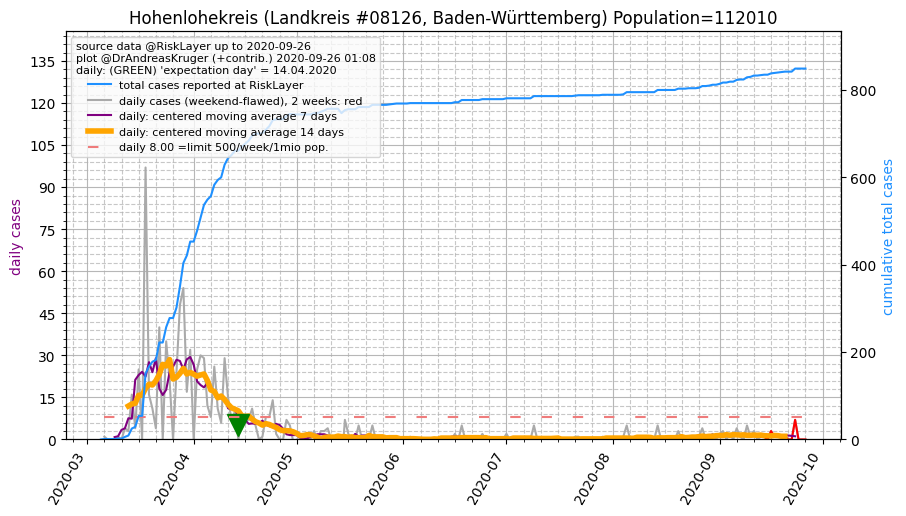 Hohenlohekreis (Landkreis #08126, Baden-Württemberg) Population=112010
source data @RiskLayer up to 2020-09-26
plot @DrAndreasKruger (+contrib.) 2020-09-26 01:08
daily: (GREEN) 'expectation day' = 14.04.2020
total cases reported at RiskLayer
daily cases (weekend-flawed), 2 weeks: red
daily: centered moving average 7 days
daily: centered moving average 14 days
daily 8.00 =limit 500/week/1mio pop.
daily cases
135
120
105
90
75
60
45
30
15
0
cumulative total cases
800
600
400
200
0
2020-03
2020-04
2020-05
2020-06
2020-07
2020-08
2020-09
2020-10